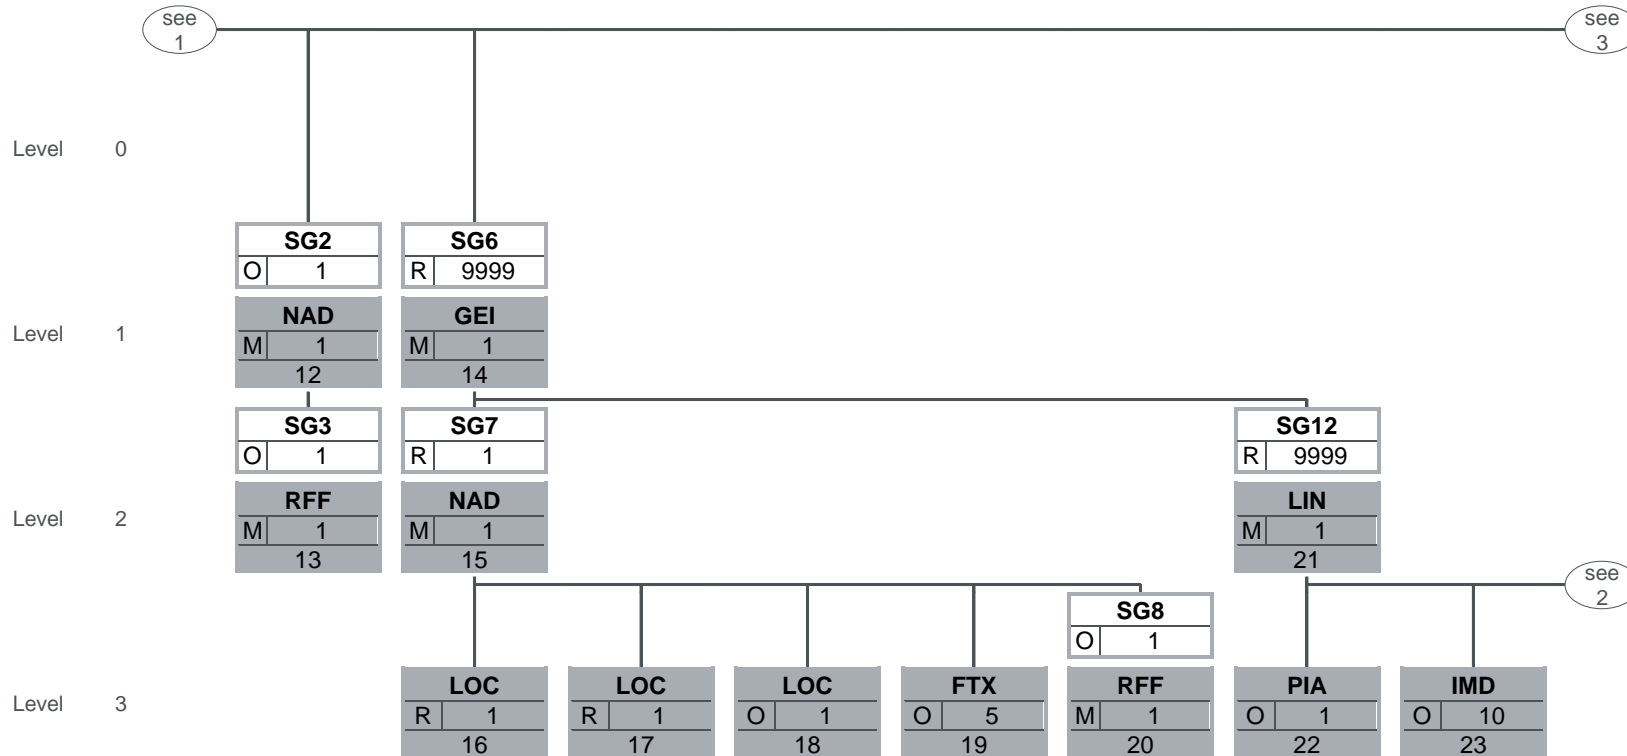 see
1
see
3
Level 0
SG2 SG6
O 1 R 9999
NAD GEI
Level 1
M 1 M 1
12 14
SG3 SG7 SG12
O 1 R 1 R 9999
RFF NAD LIN
Level 2
M 1 M 1 M 1
13 15 21
see
2
SG8
O 1
LOC LOC LOC FTX RFF PIA IMD
Level 3
R 1 R 1 O 1 O 5 M 1 O 1 O 10
16 17 18 19 20 22 23